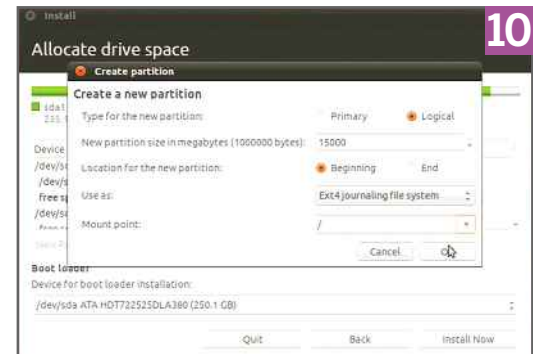 Install
10
Allocate drive space
Create partition
Create a new partition
sda1
Type for the new partition: Primary Logical
New partition size in megabytes (1000000 bytes): 15000
Device
Location for the new partition: Beginning End
/dev/s
/dev/s
Use as: Ext4 journaling file system
free s
/dev/s
Mount point: /
Cancel
Boot loader
Device for boot loader installation:
/dev/sda ATA HDT722525DLA380 (250.1 GB)
Quit Back Install Now